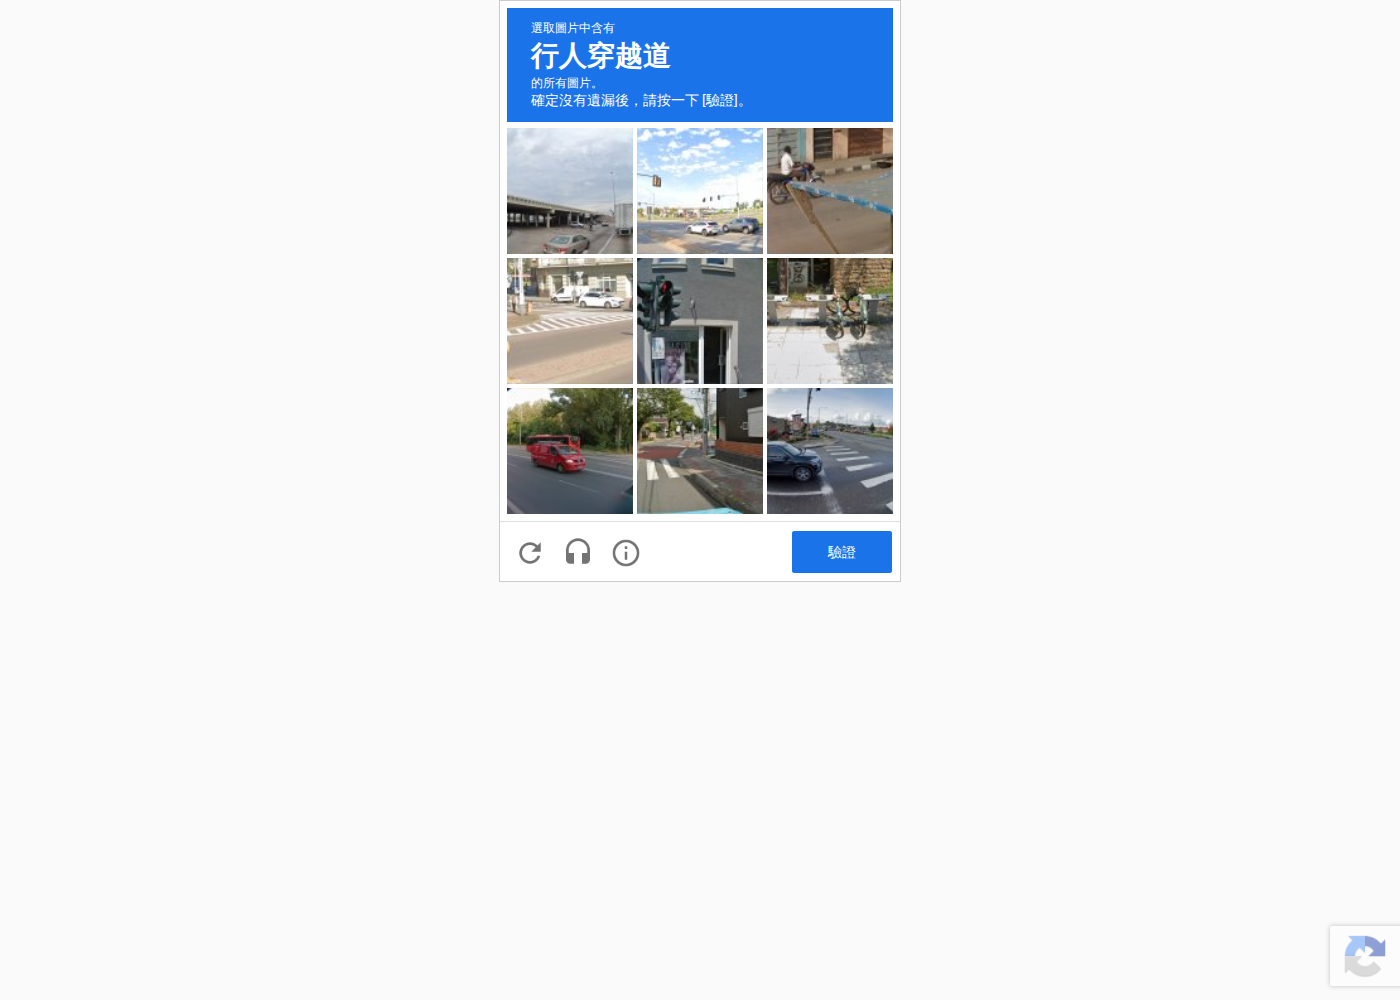 選取圖片中含有
行人穿越道
的所有圖片。
確定沒有遺漏後，請按一下 [驗證]。
驗證